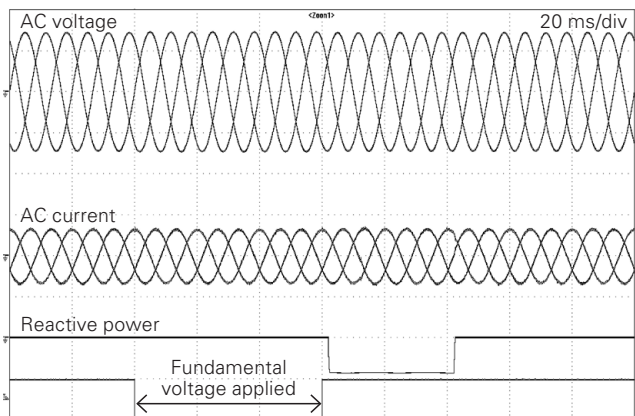 <Zoom1>
AC voltage
20 ms/div
AC current
Reactive power
Fundamental
voltage applied